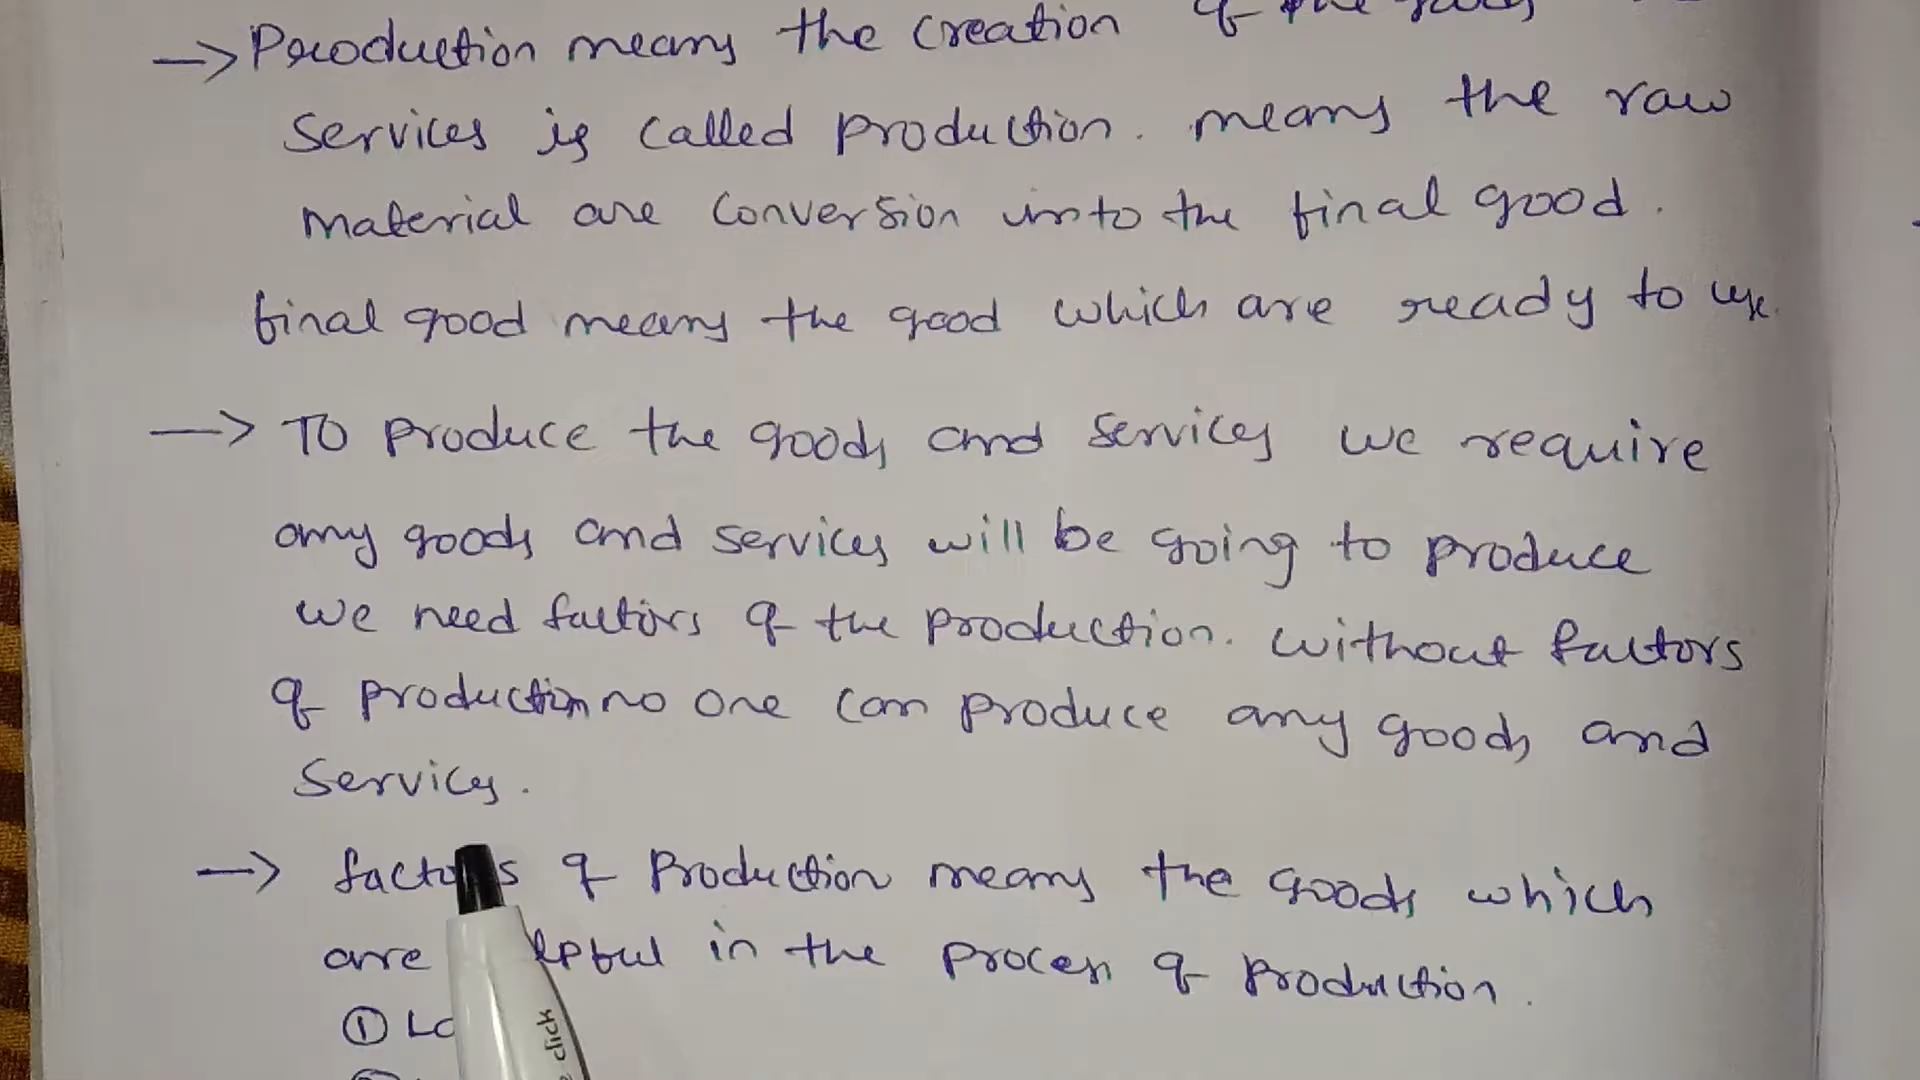 → Production means the creation of the
services is called production. means the raw
material are conversion into the final good.
final good means the good which are ready to use.
→ To produce the goods and services we require
any goods and services will be going to produce
we need factors of the production. without factors
of production no one can produce any goods and
services.
→ factors of Production means the goods which
are in the process of production.
①
click